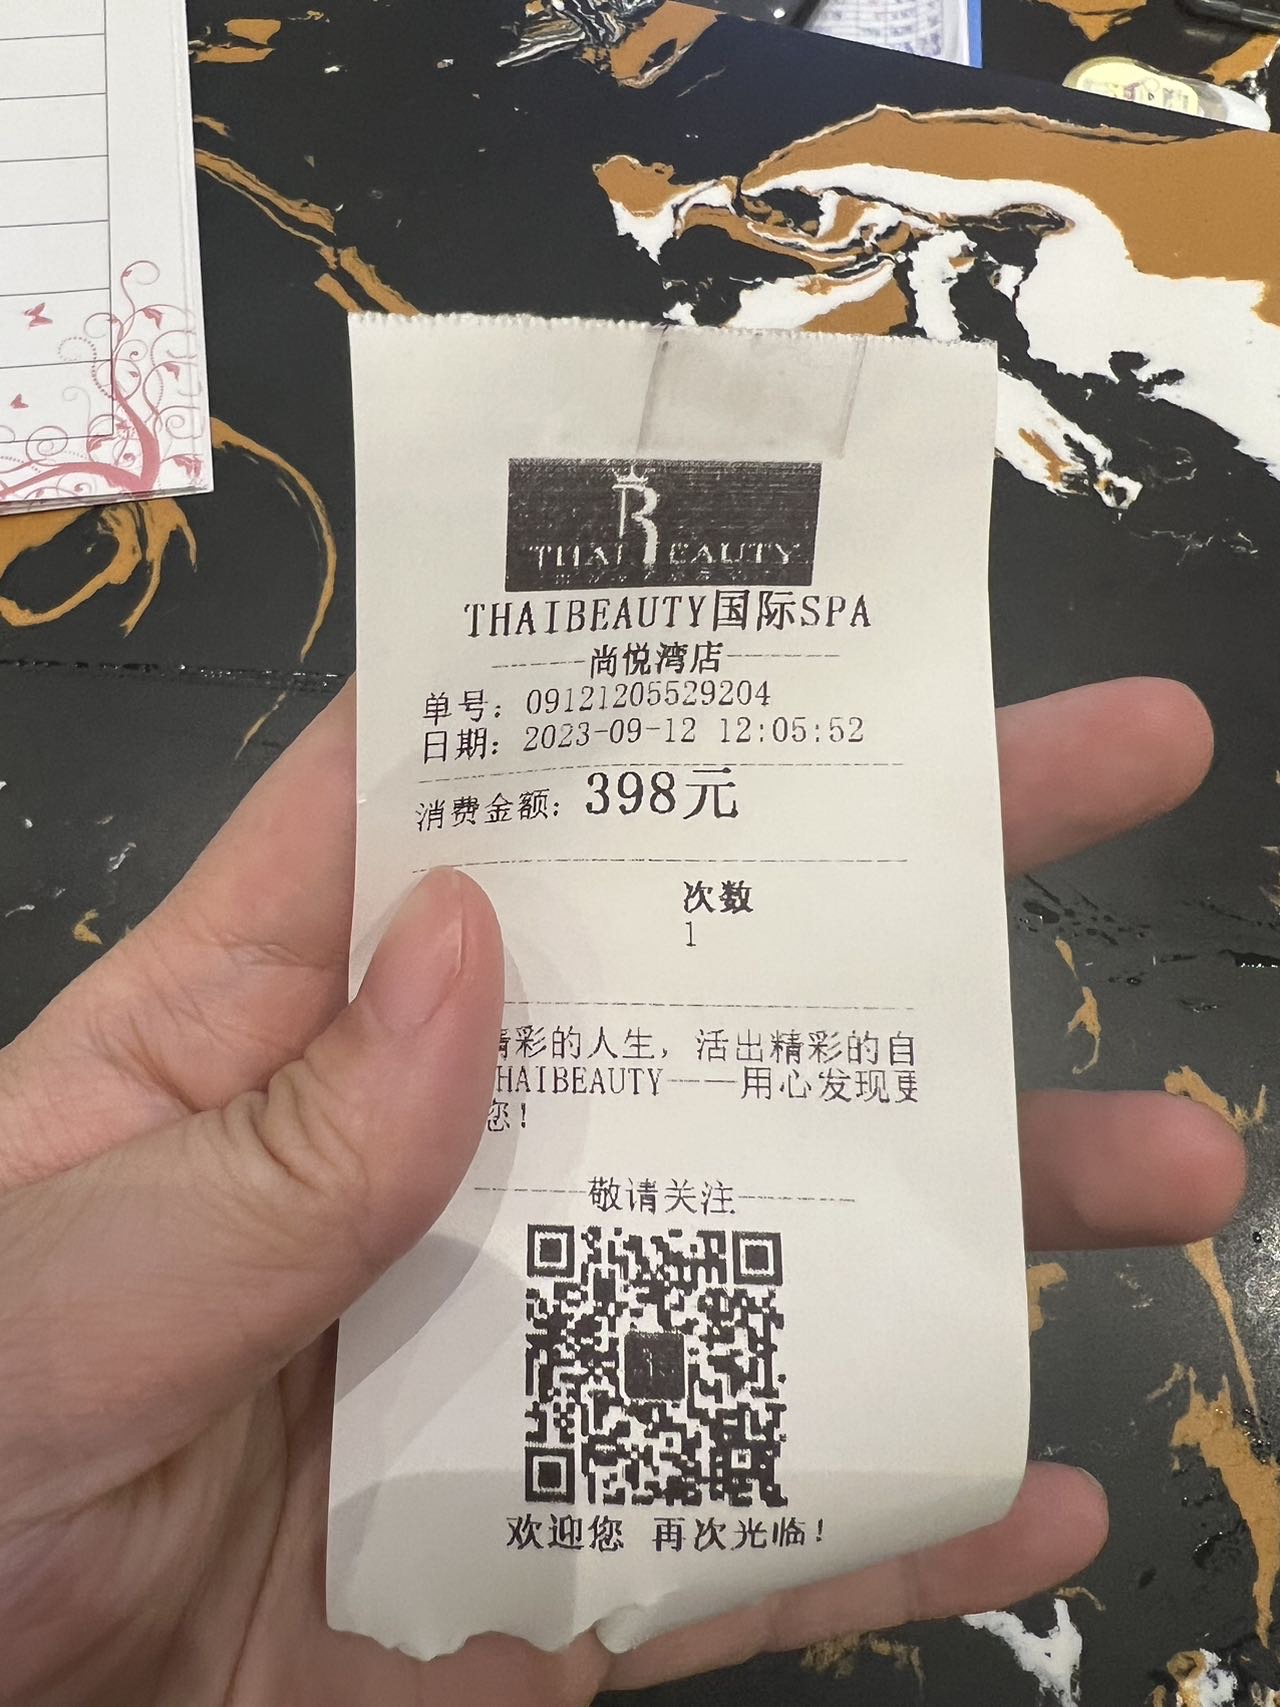 THAI BEAUTY
THAIBEAUTY国际SPA
------尚悦湾店-------
单号：09121205529204
日期：2023-09-12 12:05:52
消费金额：398元
次数
1
精彩的人生，活出精彩的自
THAIBEAUTY——用心发现更
您！
------敬请关注------
欢迎您 再次光临！